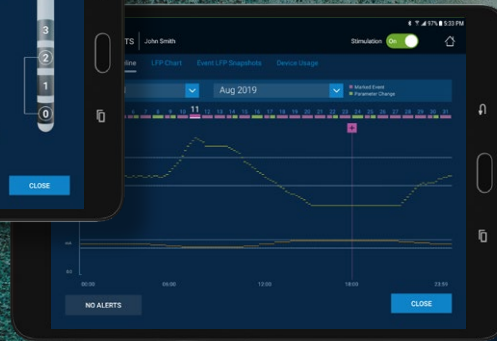 97% 5:33 PM
TS | John Smith
Stimulation On
line LFP Chart Event LFP Snapshots Device Usage
Aug 2019
Marked Event
Parameter Change
6 7 8 9 10 11 12 13 14 15 16 17 18 19 20 21 22 23 24 25 26 27 28 29 30 31
3
2
1
0
CLOSE
00:00 06:00 12:00 18:00 23:59
NO ALERTS
CLOSE